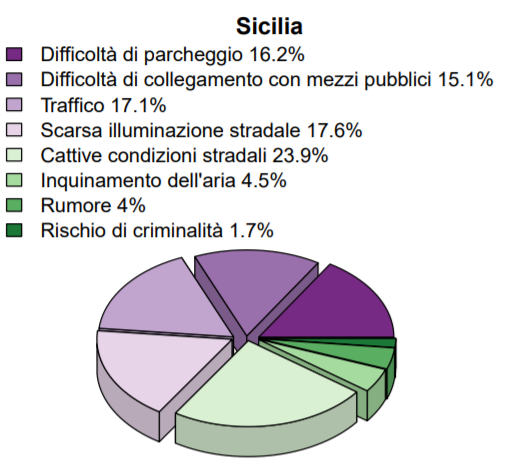 Sicilia
Difficoltà di parcheggio 16.2%
Difficoltà di collegamento con mezzi pubblici 15.1%
Traffico 17.1%
Scarsa illuminazione stradale 17.6%
Cattive condizioni stradali 23.9%
Inquinamento dell'aria 4.5%
Rumore 4%
Rischio di criminalità 1.7%